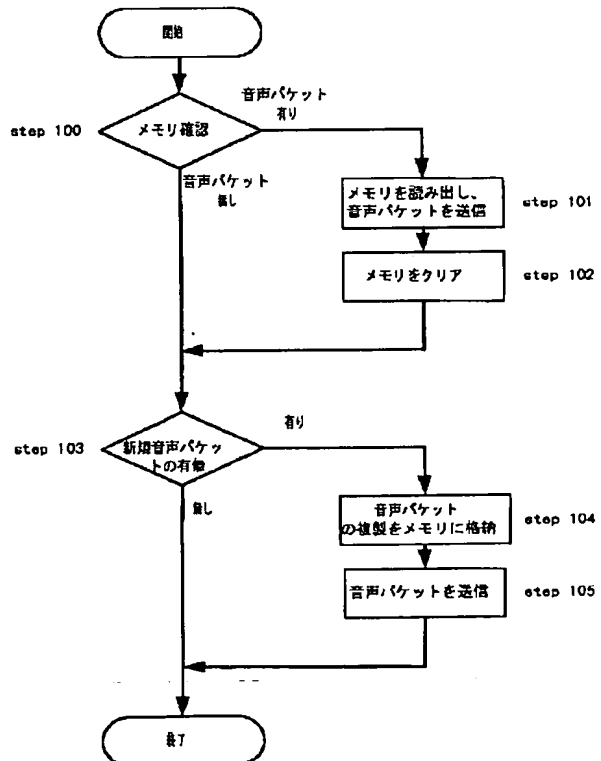 開始
音声パケット
有り
step 100
メモリ確認
音声パケット
無し
メモリを読み出し、
音声パケットを送信
step 101
メモリをクリア
step 102
有り
step 103
新規音声パケッ
トの有無
無し
音声パケット
の複製をメモリに格納
step 104
音声パケットを送信
step 105
終了